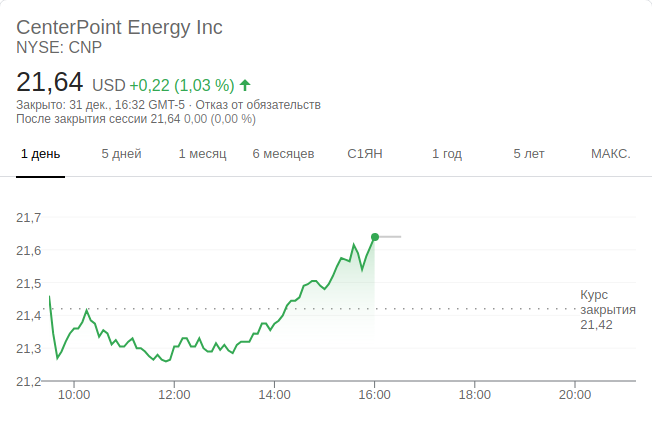 CenterPoint Energy Inc
NYSE: CNP
21,64 USD +0,22 (1,03 %)
Закрыто: 31 дек., 16:32 GMT-5 · Отказ от обязательств
После закрытия сессии 21,64 0,00 (0,00 %)
1 день 5 дней 1 месяц 6 месяцев С1ЯН 1 год 5 лет МАКС.
21,7
21,6
21,5
21,4
21,3
21,2
Курс
закрытия
21,42
10:00 12:00 14:00 16:00 18:00 20:00